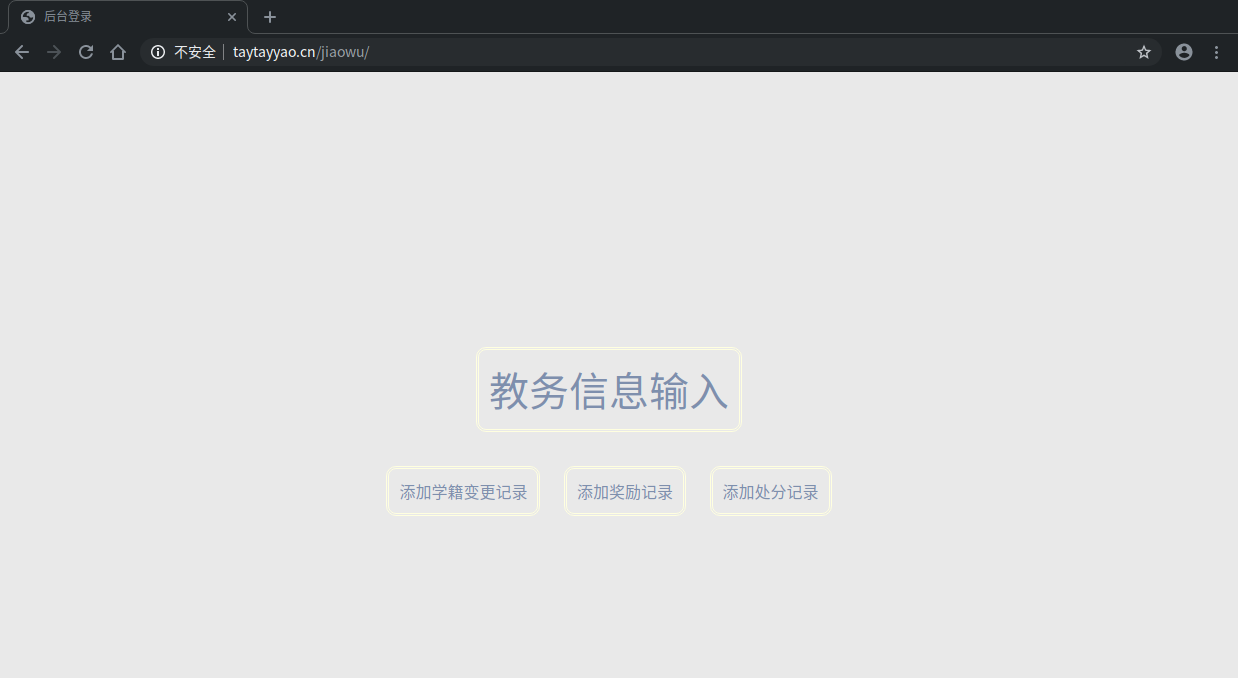 后台登录
不安全 taytayyao.cn/jiaowu/
教务信息输入
添加学籍变更记录 添加奖励记录 添加处分记录